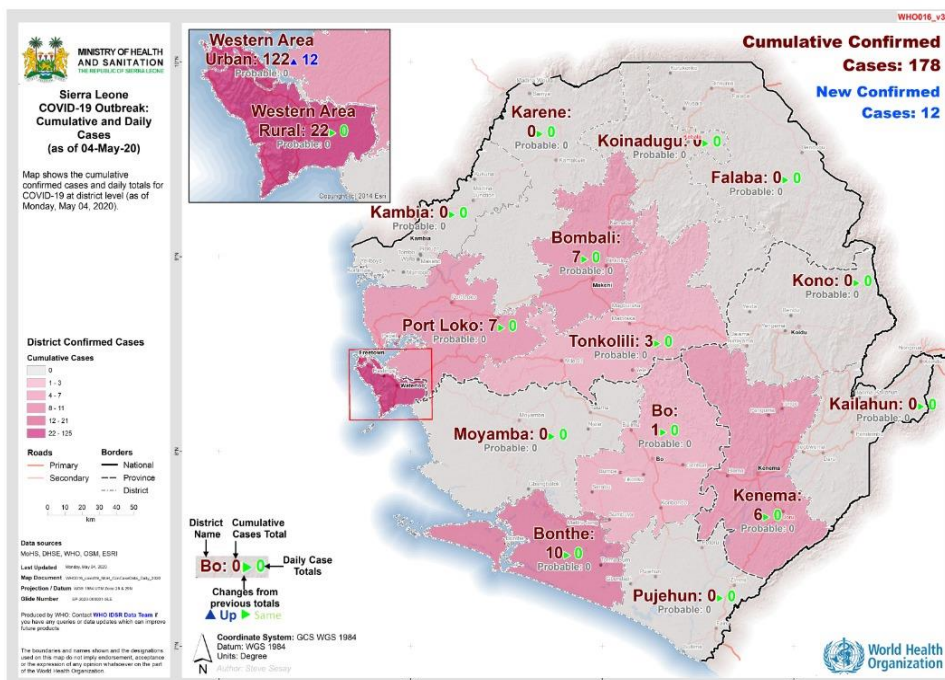 WHO016_v3
MINISTRY OF HEALTH
AND SANITATION
THE REPUBLIC OF SIERRA LEONE
Sierra Leone
COVID-19 Outbreak:
Cumulative and Daily
Cases
(as of 04-May-20)
Map shows the cumulative
confirmed cases and daily totals for
COVID-19 at district level (as of
Monday, May 04, 2020).
District Confirmed Cases
Cumulative Cases
0
1 - 3
4 - 7
8 - 11
12 - 21
22 - 125
Roads
Borders
Primary
National
Secondary
Province
District
0 10 20 30 40 50
km
Data sources
MoHS, DHSE, WHO, OSM, ESRI
Last Updated Monday, May 04, 2020
Map Document
Projection / Datum
Glide Number
Produced by WHO: Contact WHO IDSR Data Team if
you have any queries or data updates which can improve
future products
The boundaries and names shown and the designations
used on this map do not imply endorsement, acceptance
or the expression of any opinion whatsoever on the part
of the World Health Organization.
Western Area
Urban: 122 12
Probable: 0
Western Area
Rural: 22 0
Probable: 0
Copyright (c) 2014 Esri
Cumulative Confirmed
Cases: 178
New Confirmed
Cases: 12
Karene:
0 0
Probable: 0
Koinadugu: 0 0
Probable: 0
Falaba: 0 0
Probable: 0
Kambia: 0 0
Probable: 0
Kambia
Bombali:
7 0
Probable: 0
Makeni
Kono: 0 0
Probable: 0
Koidu
Port Loko: 7 0
Probable: 0
Tonkolili: 3 0
Probable: 0
Freetown
Waterloo
Kailahun: 0 0
Probable: 0
Moyamba: 0 0
Probable: 0
Bo:
1 0
Probable: 0
Bo
Kenema
Kenema:
6 0
Probable: 0
Bonthe:
10 0
Probable: 0
Pujehun: 0 0
Probable: 0
District
Name
Cumulative
Cases Total
Bo: 0 0
Daily Case
Totals
Changes from
previous totals
Up Same
Coordinate System: GCS WGS 1984
Datum: WGS 1984
Units: Degree
Author: Steve Sesay
N
World Health
Organization